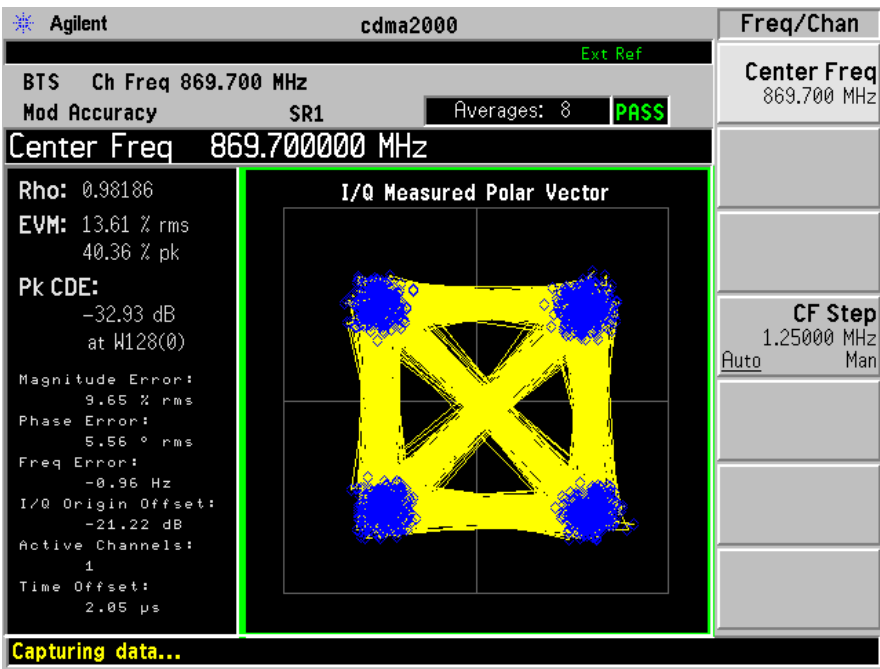 Agilent cdma2000 Freq/Chan
Ext Ref
BTS Ch Freq 869.700 MHz
Mod Accuracy SR1 Averages: 8 PASS
Center Freq 869.700000 MHz
Rho: 0.98186
EVM: 13.61 % rms
40.36 % pk
Pk CDE:
-32.93 dB
at W128(0)
Magnitude Error:
9.65 % rms
Phase Error:
5.56 ° rms
Freq Error:
-0.96 Hz
I/Q Origin Offset:
-21.22 dB
Active Channels:
1
Time Offset:
2.05 µs
I/Q Measured Polar Vector
Center Freq
869.700 MHz
CF Step
1.25000 MHz
Auto Man
Capturing data...